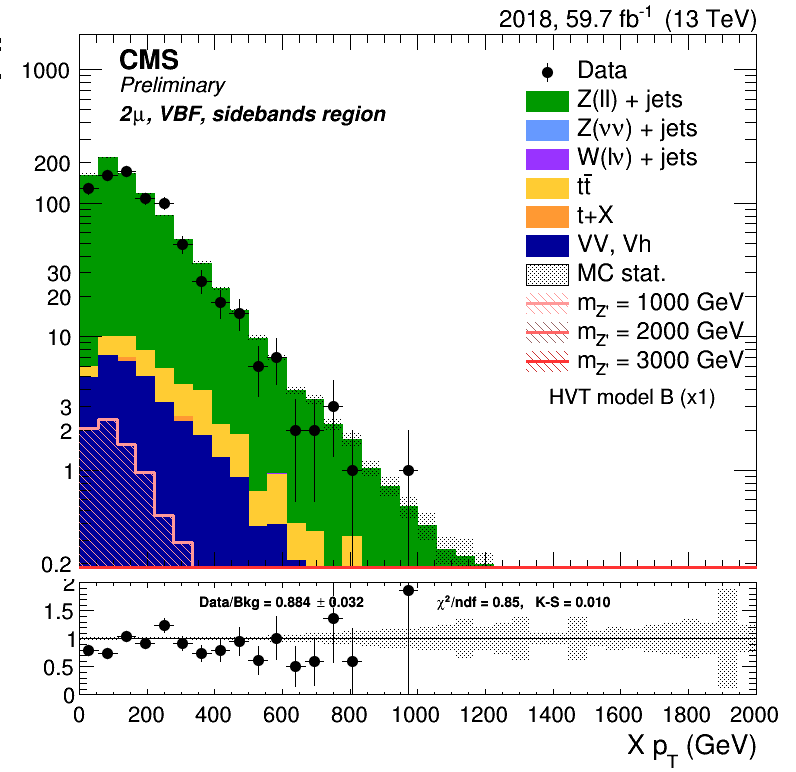 2018, 59.7 fb⁻¹ (13 TeV)
CMS
Preliminary
2μ, VBF, sidebands region
Data
Z(ll) + jets
Z(νν) + jets
W(lν) + jets
tt̄
t+X
VV, Vh
MC stat.
m_Z' = 1000 GeV
m_Z' = 2000 GeV
m_Z' = 3000 GeV
HVT model B (x1)
1000
200
100
30
20
10
3
2
1
0.2
Data/Bkg = 0.884 ± 0.032
χ²/ndf = 0.85, K-S = 0.010
2
1.5
1
0.5
0
0 200 400 600 800 1000 1200 1400 1600 1800 2000
X p_T (GeV)